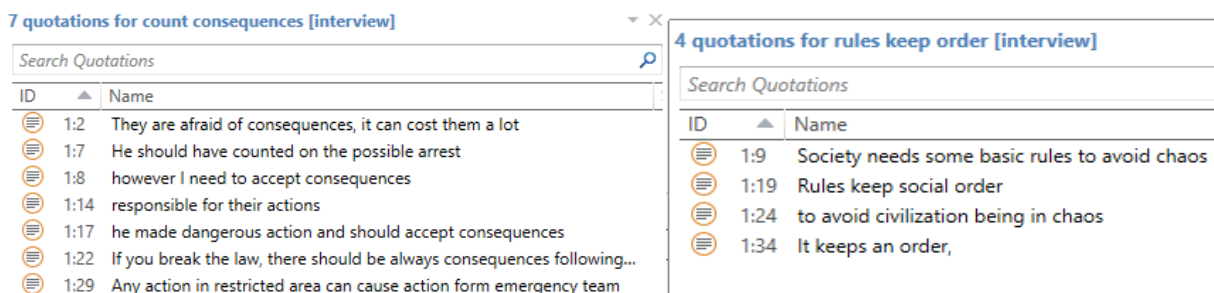 7 quotations for count consequences [interview]
Search Quotations
ID Name
1:2 They are afraid of consequences, it can cost them a lot
1:7 He should have counted on the possible arrest
1:8 however I need to accept consequences
1:14 responsible for their actions
1:17 he made dangerous action and should accept consequences
1:22 If you break the law, there should be always consequences following...
1:29 Any action in restricted area can cause action form emergency team
4 quotations for rules keep order [interview]
Search Quotations
ID Name
1:9 Society needs some basic rules to avoid chaos
1:19 Rules keep social order
1:24 to avoid civilization being in chaos
1:34 It keeps an order,